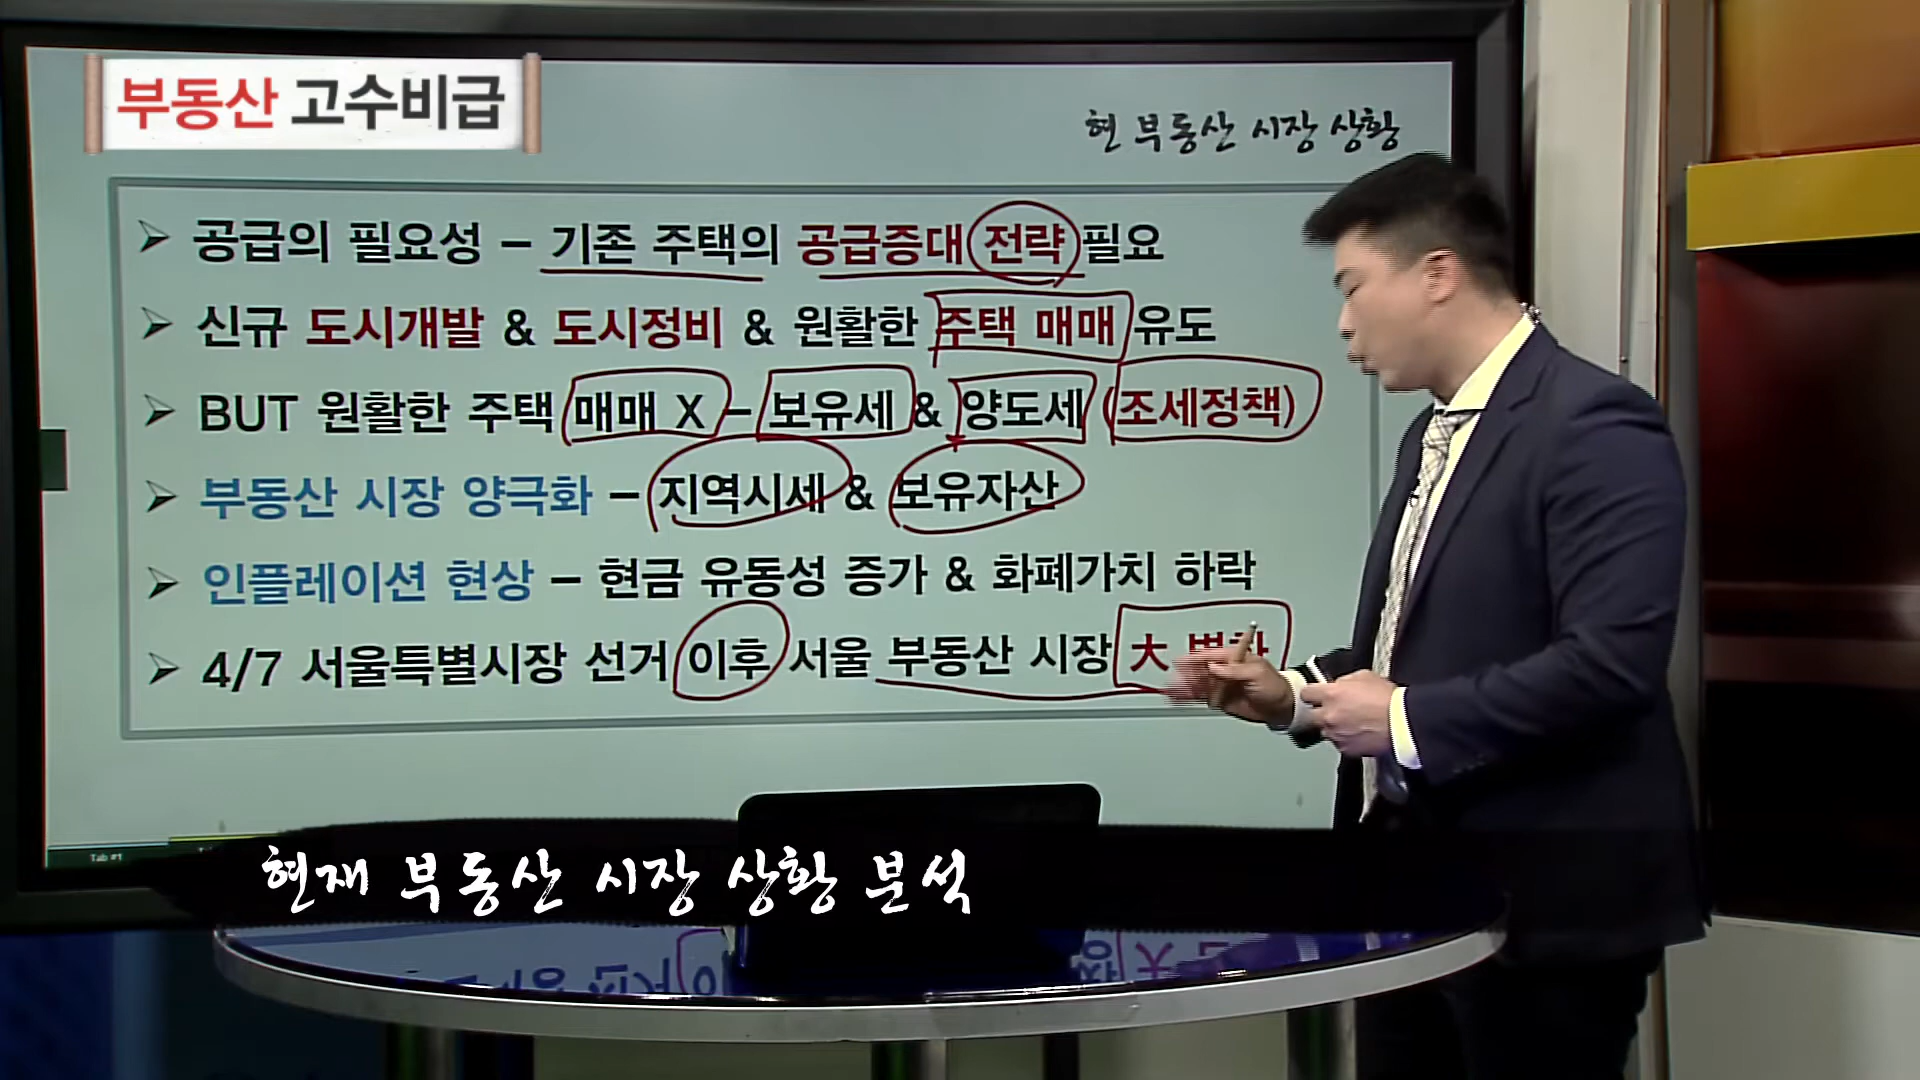 부동산 고수비급
현 부동산 시장 상황
➢ 공급의 필요성 – 기존 주택의 공급증대 전략 필요
➢ 신규 도시개발 & 도시정비 & 원활한 주택 매매 유도
➢ BUT 원활한 주택 매매 X – 보유세 & 양도세 (조세정책)
➢ 부동산 시장 양극화 – 지역시세 & 보유자산
➢ 인플레이션 현상 – 현금 유동성 증가 & 화폐가치 하락
➢ 4/7 서울특별시장 선거 이후 서울 부동산 시장 大
Tab #1
현재 부동산 시장 상황 분석